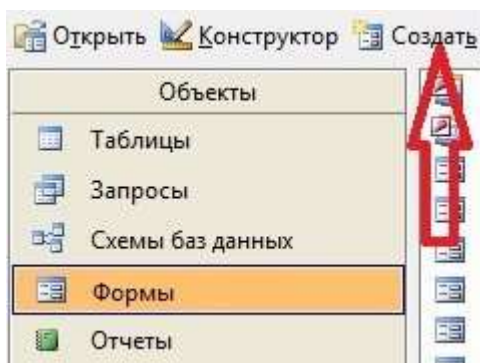 Открыть Конструктор Создать
Объекты
Таблицы
Запросы
Схемы баз данных
Формы
Отчеты